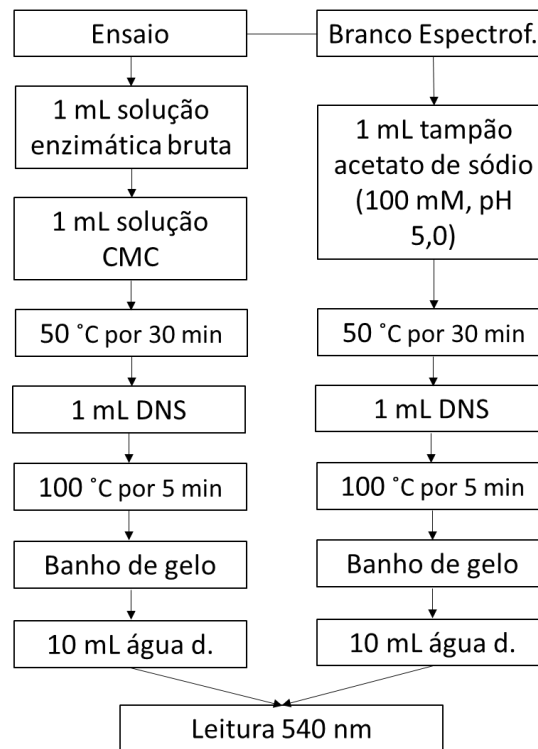 Ensaio
1 mL solução
enzimática bruta
1 mL solução
CMC
50 ˚C por 30 min
1 mL DNS
100 ˚C por 5 min
Banho de gelo
10 mL água d.
Branco Espectrof.
1 mL tampão
acetato de sódio
(100 mM, pH
5,0)
50 ˚C por 30 min
1 mL DNS
100 ˚C por 5 min
Banho de gelo
10 mL água d.
Leitura 540 nm